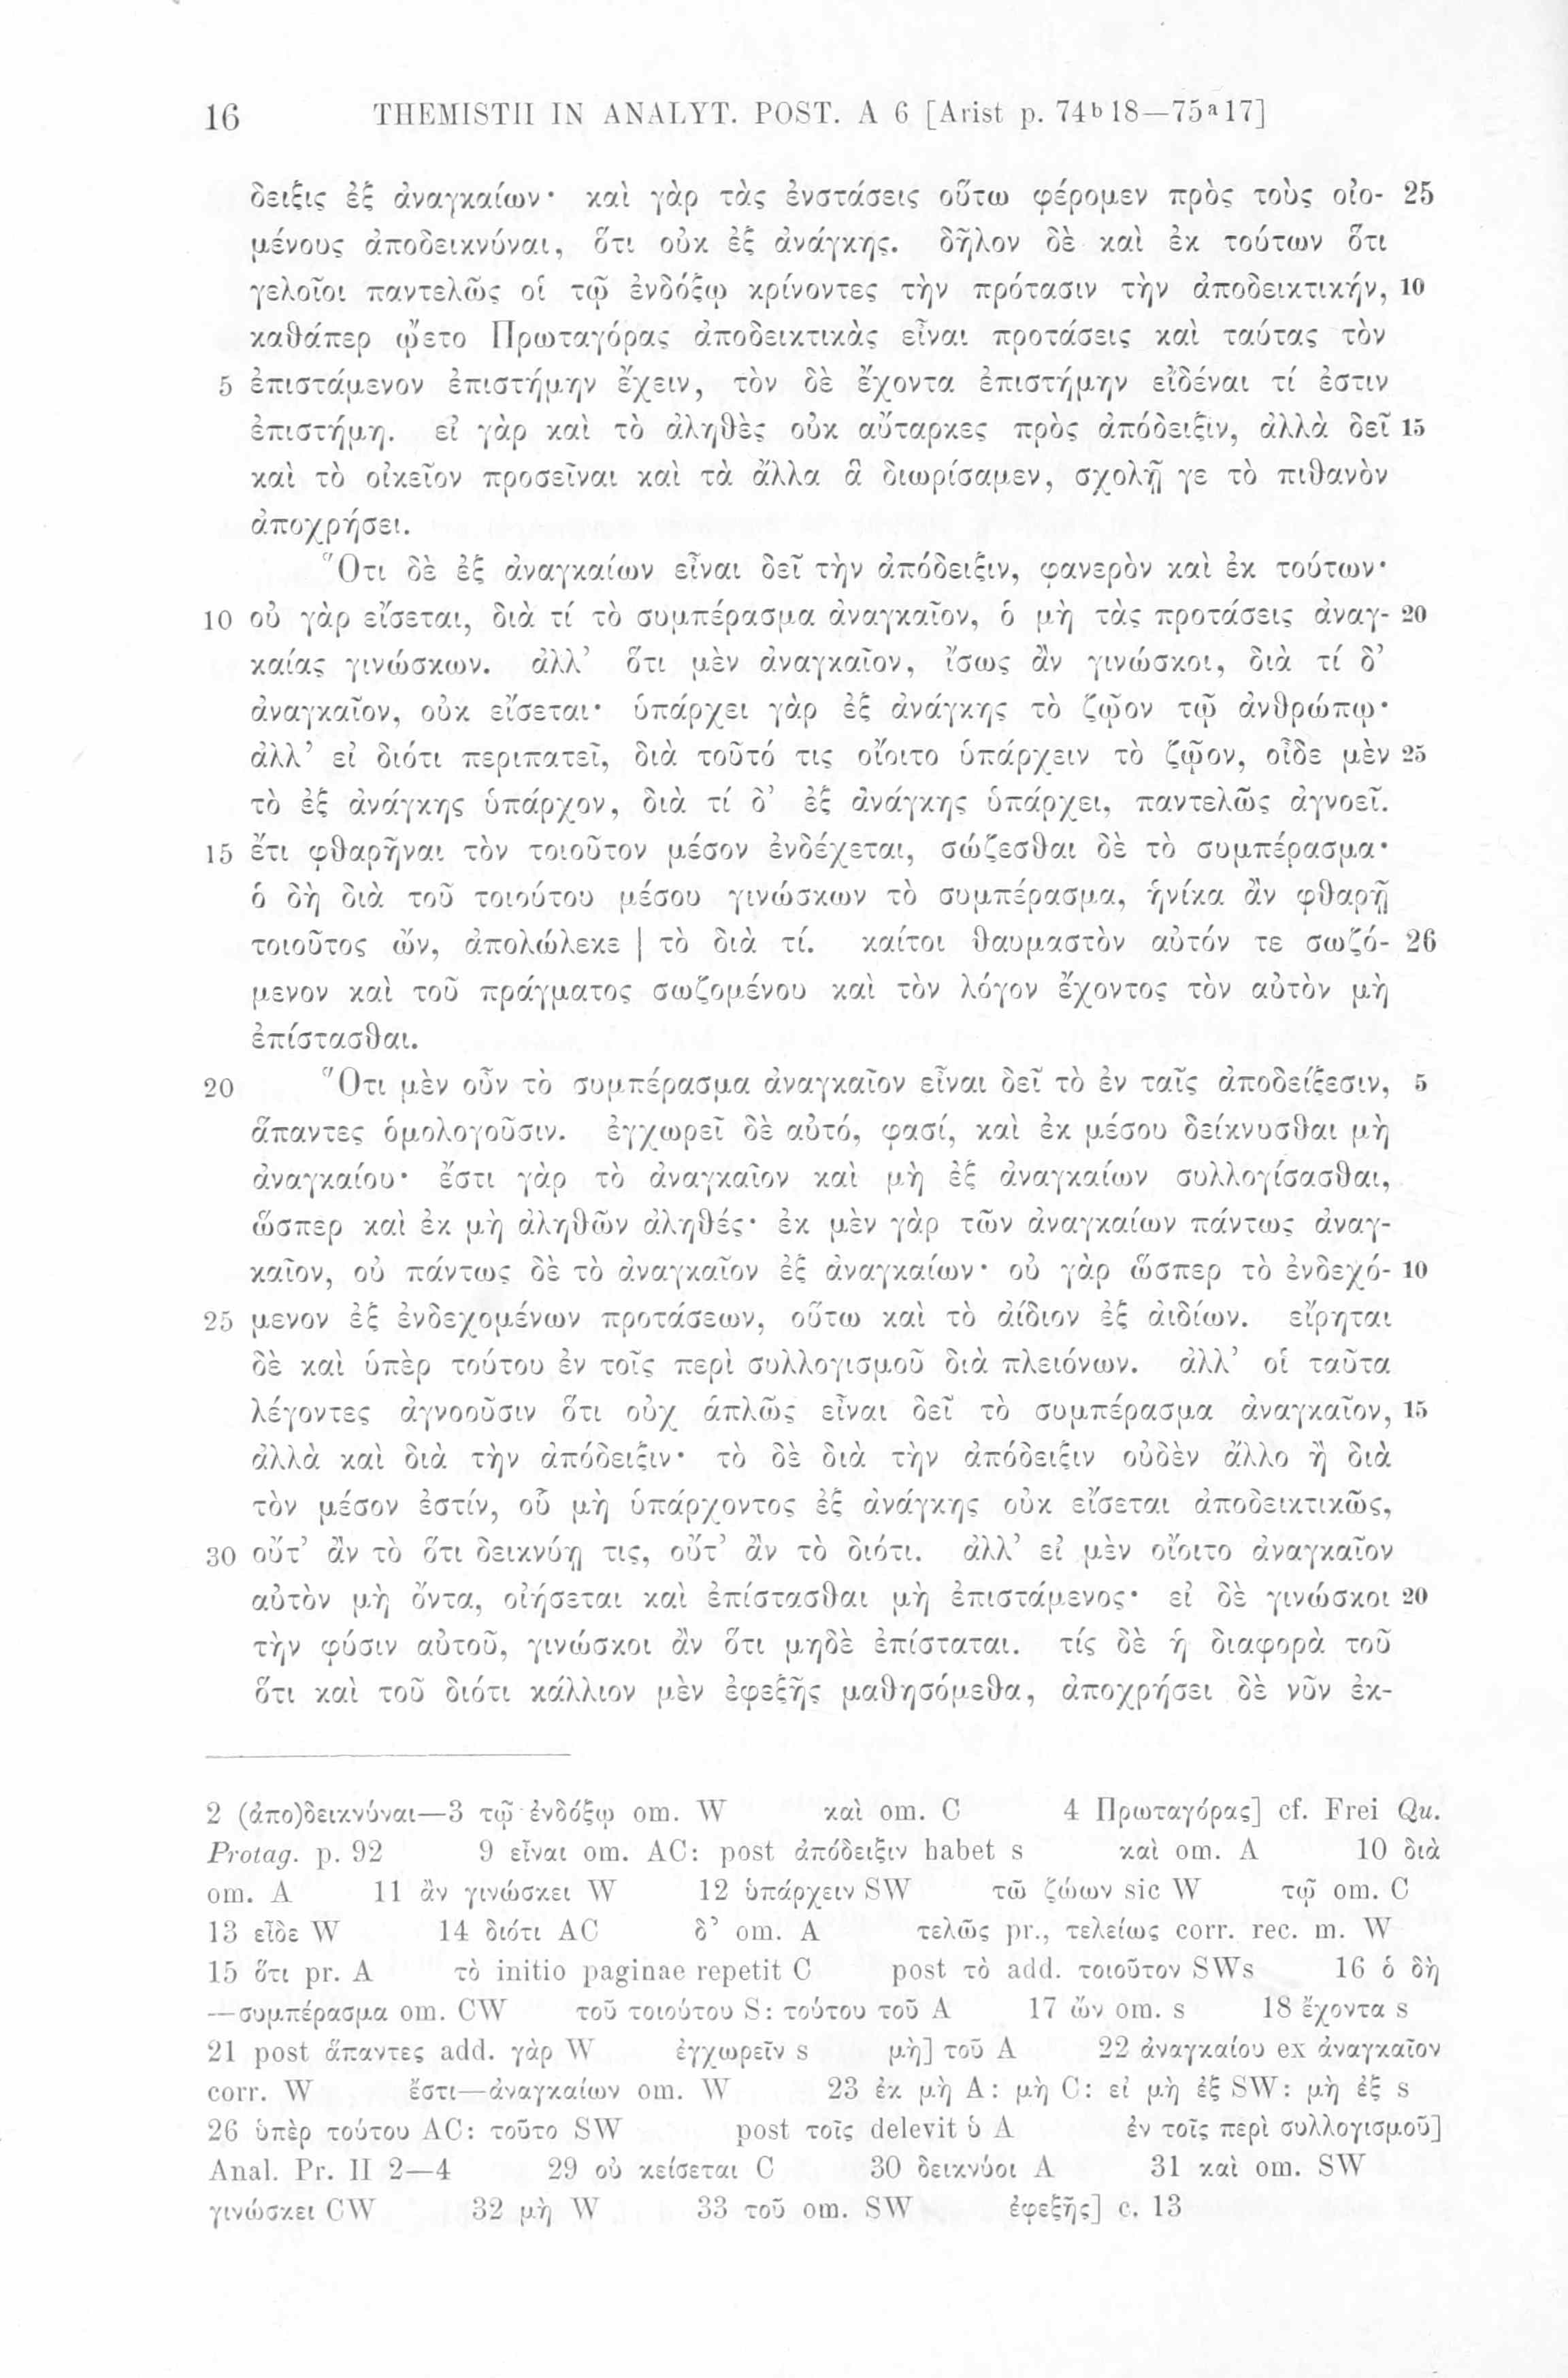 16 THEMISTII IN ANALYT. POST. A 6 [Arist p. 74b18—75a17]
δειξις ἐξ ἀναγκαίων· καὶ γὰρ τὰς ἐνστάσεις οὕτω φέρομεν πρὸς τοὺς οἰο- 25
μένους ἀποδεικνύναι, ὅτι οὐκ ἐξ ἀνάγκης. δῆλον δὲ καὶ ἐκ τούτων ὅτι
γελοῖοι παντελῶς οἱ τῷ ἐνδόξῳ κρίνοντες τὴν πρότασιν τὴν ἀποδεικτικήν, 10
καθάπερ ᾤετο Πρωταγόρας ἀποδεικτικὰς εἶναι προτάσεις καὶ ταύτας τὸν
5 ἐπιστάμενον ἐπιστήμην ἔχειν, τὸν δὲ ἔχοντα ἐπιστήμην εἰδέναι τί ἐστιν
ἐπιστήμη. εἰ γὰρ καὶ τὸ ἀληθὲς οὐκ αὔταρκες πρὸς ἀπόδειξιν, ἀλλὰ δεῖ 15
καὶ τὸ οἰκεῖον προσεῖναι καὶ τὰ ἄλλα ἃ διωρίσαμεν, σχολῇ γε τὸ πιθανὸν
ἀποχρήσει.
Ὅτι δὲ ἐξ ἀναγκαίων εἶναι δεῖ τὴν ἀπόδειξιν, φανερὸν καὶ ἐκ τούτων·
10 οὐ γὰρ εἴσεται, διὰ τί τὸ συμπέρασμα ἀναγκαῖον, ὁ μὴ τὰς προτάσεις ἀναγ- 20
καίας γινώσκων. ἀλλ’ ὅτι μὲν ἀναγκαῖον, ἴσως ἂν γινώσκοι, διὰ τί δ’
ἀναγκαῖον, οὐκ εἴσεται· ὑπάρχει γὰρ ἐξ ἀνάγκης τὸ ζῷον τῷ ἀνθρώπῳ·
ἀλλ’ εἰ διότι περιπατεῖ, διὰ τοῦτό τις οἴοιτο ὑπάρχειν τὸ ζῷον, οἶδε μὲν 25
τὸ ἐξ ἀνάγκης ὑπάρχον, διὰ τί δ’ ἐξ ἀνάγκης ὑπάρχει, παντελῶς ἀγνοεῖ.
15 ἔτι φθαρῆναι τὸν τοιοῦτον μέσον ἐνδέχεται, σώζεσθαι δὲ τὸ συμπέρασμα·
ὁ δὴ διὰ τοῦ τοιούτου μέσου γινώσκων τὸ συμπέρασμα, ἡνίκα ἂν φθαρῇ
τοιοῦτος ὤν, ἀπολώλεκε | τὸ διὰ τί. καίτοι θαυμαστὸν αὐτόν τε σωζό- 26
μενον καὶ τοῦ πράγματος σωζομένου καὶ τὸν λόγον ἔχοντος τὸν αὐτὸν μὴ
ἐπίστασθαι.
20 Ὅτι μὲν οὖν τὸ συμπέρασμα ἀναγκαῖον εἶναι δεῖ τὸ ἐν ταῖς ἀποδείξεσιν, 5
ἅπαντες ὁμολογοῦσιν. ἐγχωρεῖ δὲ αὐτό, φασί, καὶ ἐκ μέσου δείκνυσθαι μὴ
ἀναγκαίου· ἔστι γὰρ τὸ ἀναγκαῖον καὶ μὴ ἐξ ἀναγκαίων συλλογίσασθαι,
ὥσπερ καὶ ἐκ μὴ ἀληθῶν ἀληθές· ἐκ μὲν γὰρ τῶν ἀναγκαίων πάντως ἀναγ-
καῖον, οὐ πάντως δὲ τὸ ἀναγκαῖον ἐξ ἀναγκαίων· οὐ γὰρ ὥσπερ τὸ ἐνδεχό- 10
25 μενον ἐξ ἐνδεχομένων προτάσεων, οὕτω καὶ τὸ ἀίδιον ἐξ ἀιδίων. εἴρηται
δὲ καὶ ὑπὲρ τούτου ἐν τοῖς περὶ συλλογισμοῦ διὰ πλειόνων. ἀλλ’ οἱ ταῦτα
λέγοντες ἀγνοοῦσιν ὅτι οὐχ ἁπλῶς εἶναι δεῖ τὸ συμπέρασμα ἀναγκαῖον, 15
ἀλλὰ καὶ διὰ τὴν ἀπόδειξιν· τὸ δὲ διὰ τὴν ἀπόδειξιν οὐδὲν ἄλλο ἢ διὰ
τὸν μέσον ἐστίν, οὗ μὴ ὑπάρχοντος ἐξ ἀνάγκης οὐκ εἴσεται ἀποδεικτικῶς,
30 οὔτ’ ἂν τὸ ὅτι δεικνύῃ τις, οὔτ’ ἂν τὸ διότι. ἀλλ’ εἰ μὲν οἴοιτο ἀναγκαῖον
αὐτὸν μὴ ὄντα, οἰήσεται καὶ ἐπίστασθαι μὴ ἐπιστάμενος· εἰ δὲ γινώσκοι 20
τὴν φύσιν αὐτοῦ, γινώσκοι ἂν ὅτι μηδὲ ἐπίσταται. τίς δὲ ἡ διαφορὰ τοῦ
ὅτι καὶ τοῦ διότι κάλλιον μὲν ἐφεξῆς μαθησόμεθα, ἀποχρήσει δὲ νῦν ἐκ-
2 (ἀπο)δεικνύναι—3 τῷ ἐνδόξῳ om. W καὶ om. C 4 Πρωταγόρας] cf. Frei Qu.
Protag. p. 92 9 εἶναι om. AC: post ἀπόδειξιν habet s καὶ om. A 10 διὰ
om. A 11 ἂν γινώσκει W 12 ὑπάρχειν SW τῶ ζώων sic W τῷ om. C
13 εἶδε W 14 διότι AC δ’ om. A τελῶς pr., τελείως corr. rec. m. W
15 ὅτι pr. A τὸ initio paginae repetit C post τὸ add. τοιοῦτον SWs 16 ὁ δὴ
—συμπέρασμα om. CW τοῦ τοιούτου S: τούτου τοῦ A 17 ὤν om. s 18 ἔχοντα s
21 post ἅπαντες add. γὰρ W ἐγχωρεῖν s μὴ] τοῦ A 22 ἀναγκαίου ex ἀναγκαῖον
corr. W ἔστι—ἀναγκαίων om. W 23 ἐκ μὴ A: μὴ C: εἰ μὴ ἐξ SW: μὴ ἐξ s
26 ὑπὲρ τούτου AC: τοῦτο SW post τοῖς delevit ὑ A ἐν τοῖς περὶ συλλογισμοῦ]
Anal. Pr. II 2—4 29 οὐ κείσεται C 30 δεικνύοι A 31 καὶ om. SW
γινώσκει CW 32 μὴ W 33 τοῦ om. SW ἐφεξῆς] c. 13